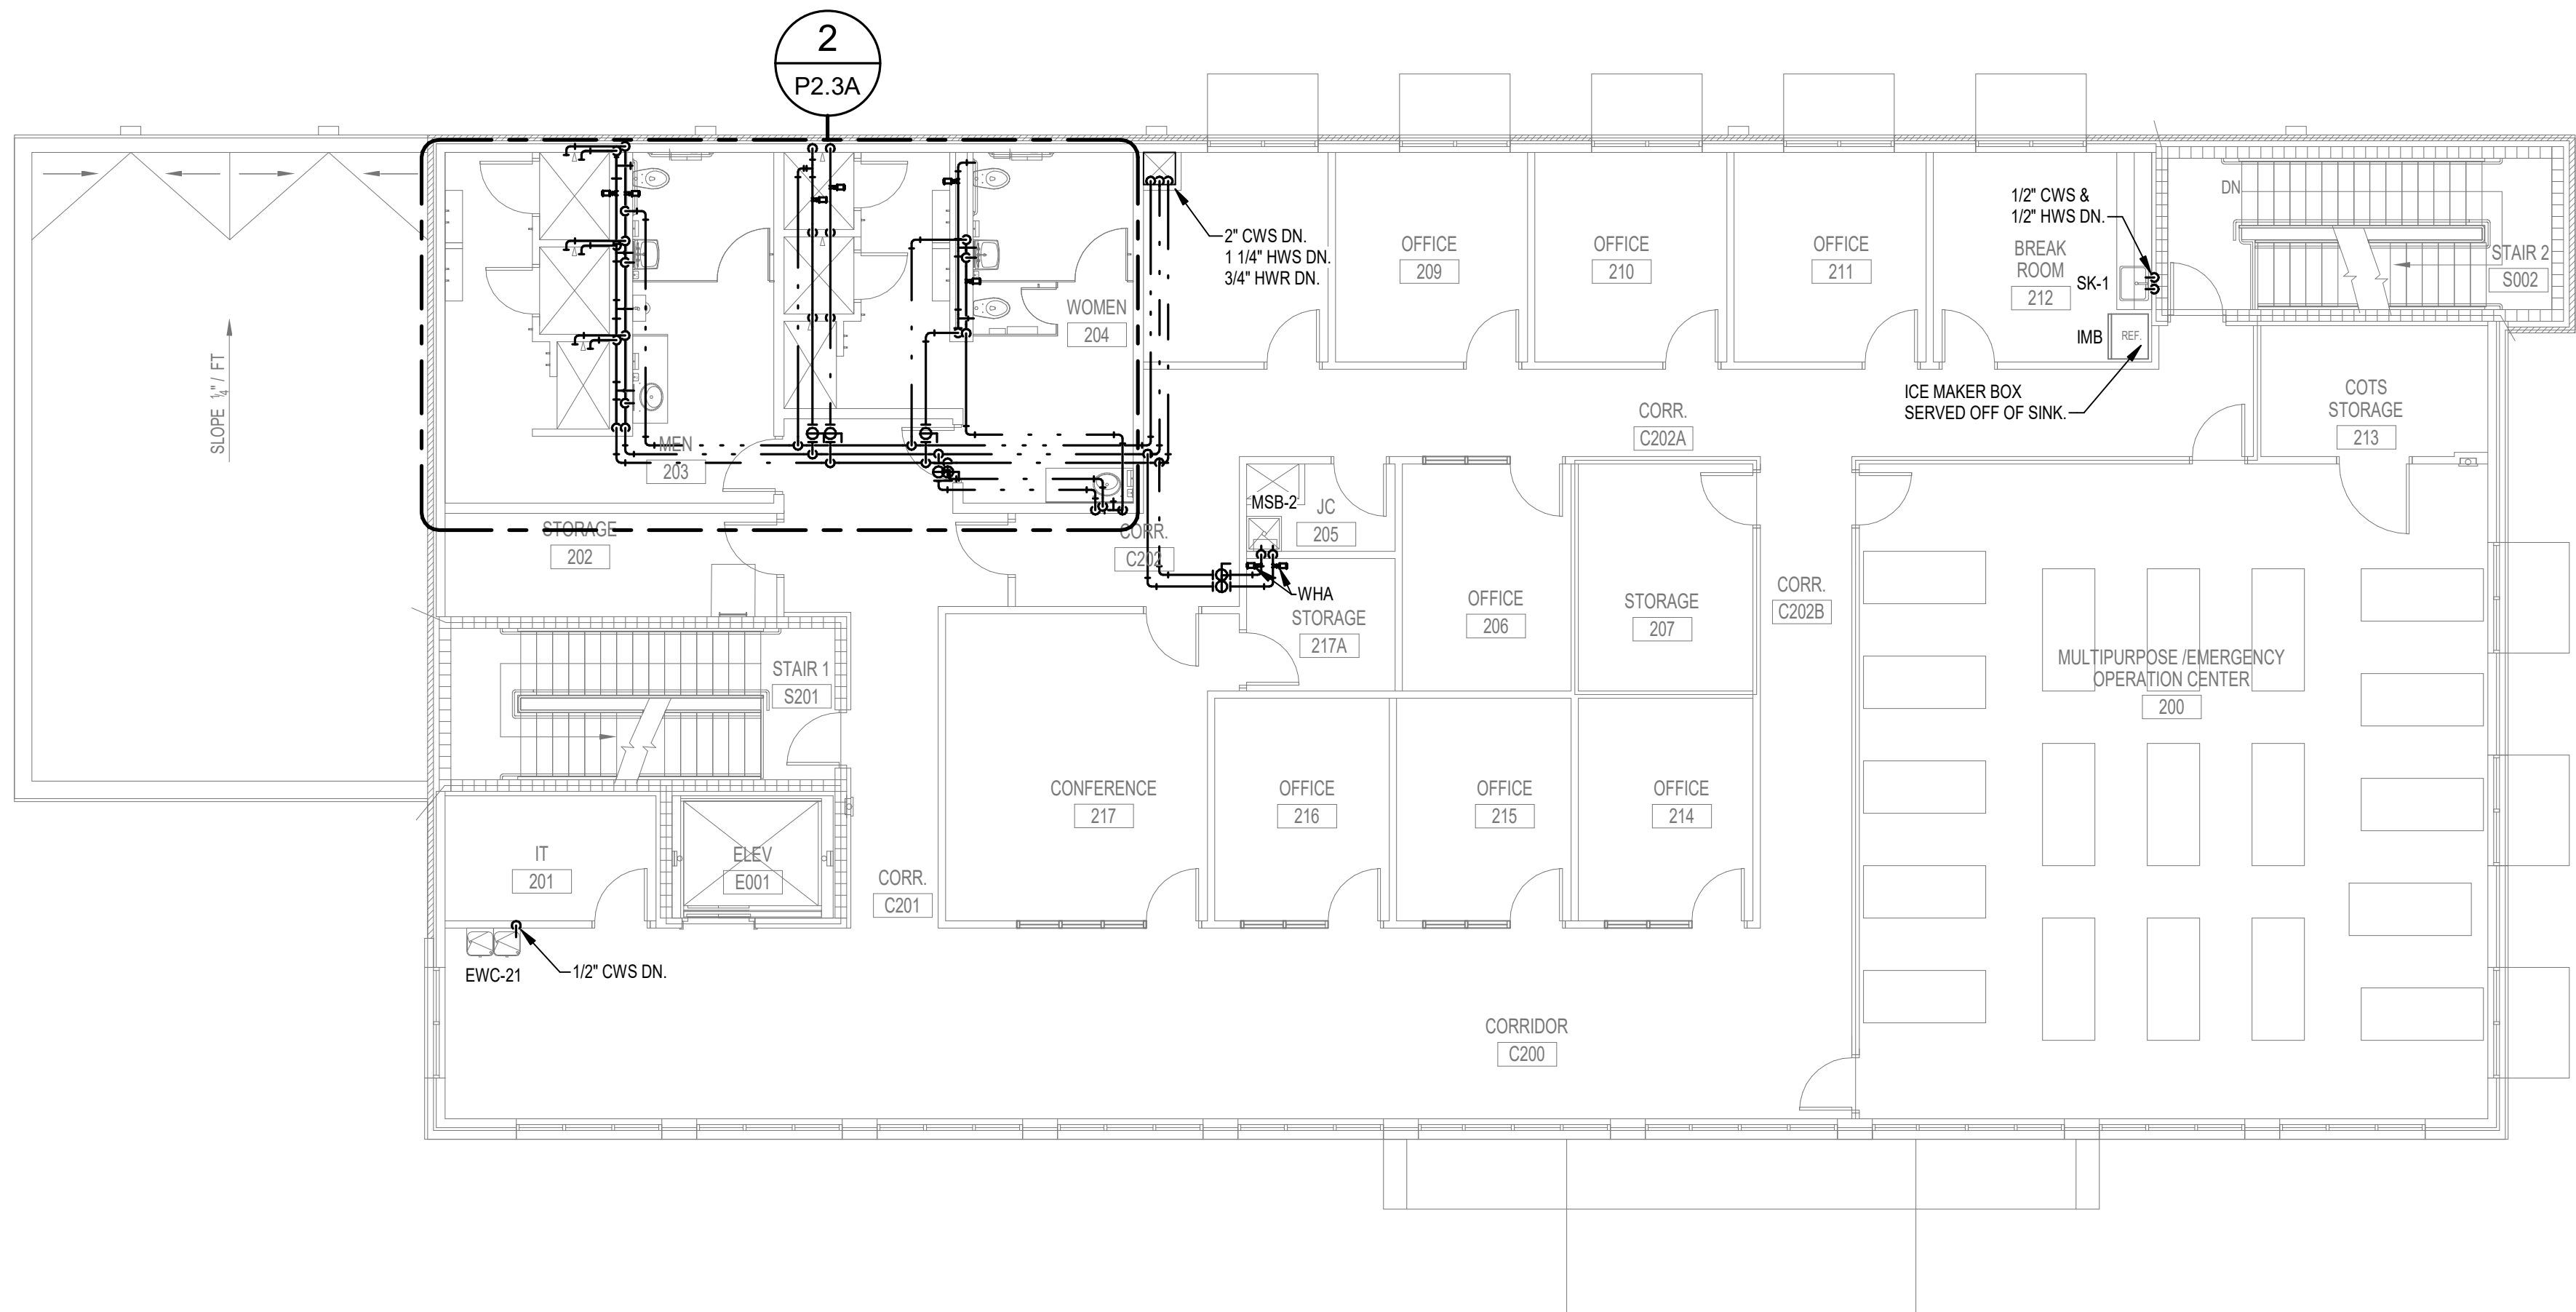 2
P2.3A
2" CWS DN.
1 1/4" HWS DN.
3/4" HWR DN.
OFFICE
209
OFFICE
210
OFFICE
211
BREAK
ROOM
212
1/2" CWS &
1/2" HWS DN.
SK-1
IMB
REF.
ICE MAKER BOX
SERVED OFF OF SINK.
DN
STAIR 2
S002
COTS
STORAGE
213
WOMEN
204
MEN
203
SLOPE 1/4" / FT
CORR.
C202A
STORAGE
202
CORR.
C202
MSB-2
JC
205
WHA
STORAGE
217A
OFFICE
206
STORAGE
207
CORR.
C202B
MULTIPURPOSE /EMERGENCY
OPERATION CENTER
200
STAIR 1
S201
CONFERENCE
217
OFFICE
216
OFFICE
215
OFFICE
214
IT
201
ELEV
E001
CORR.
C201
EWC-21
1/2" CWS DN.
CORRIDOR
C200